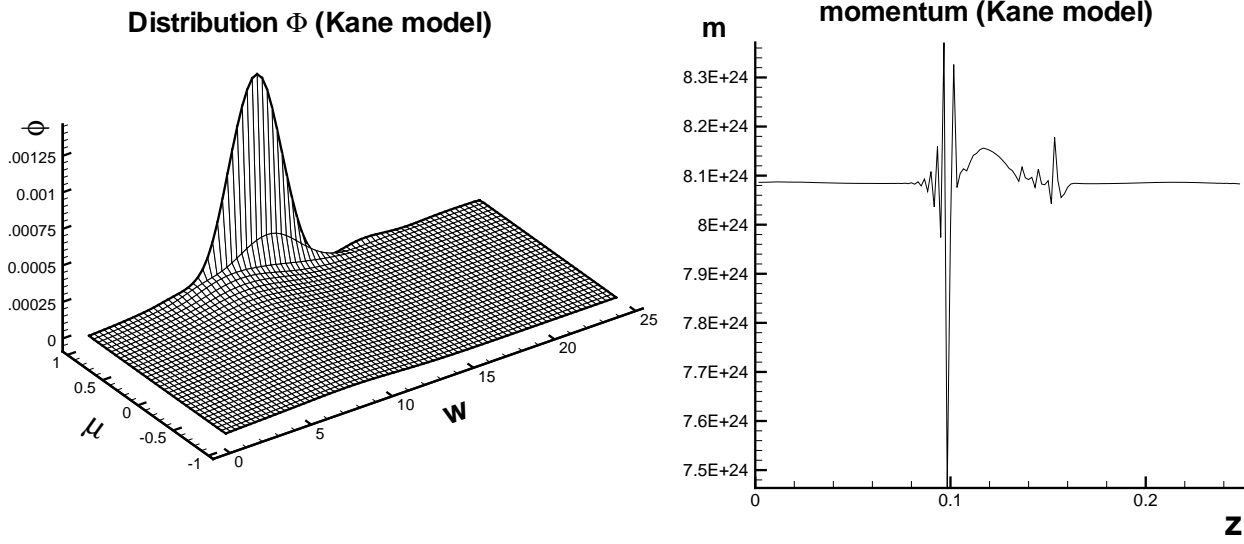 Distribution Φ (Kane model)
Φ
.00125
0.001
.00075
0.0005
.00025
0
1
0.5
0
-0.5
-1
μ
0
5
10
15
20
25
w
momentum (Kane model)
m
8.3E+24
8.2E+24
8.1E+24
8E+24
7.9E+24
7.8E+24
7.7E+24
7.6E+24
7.5E+24
0
0.1
0.2
z